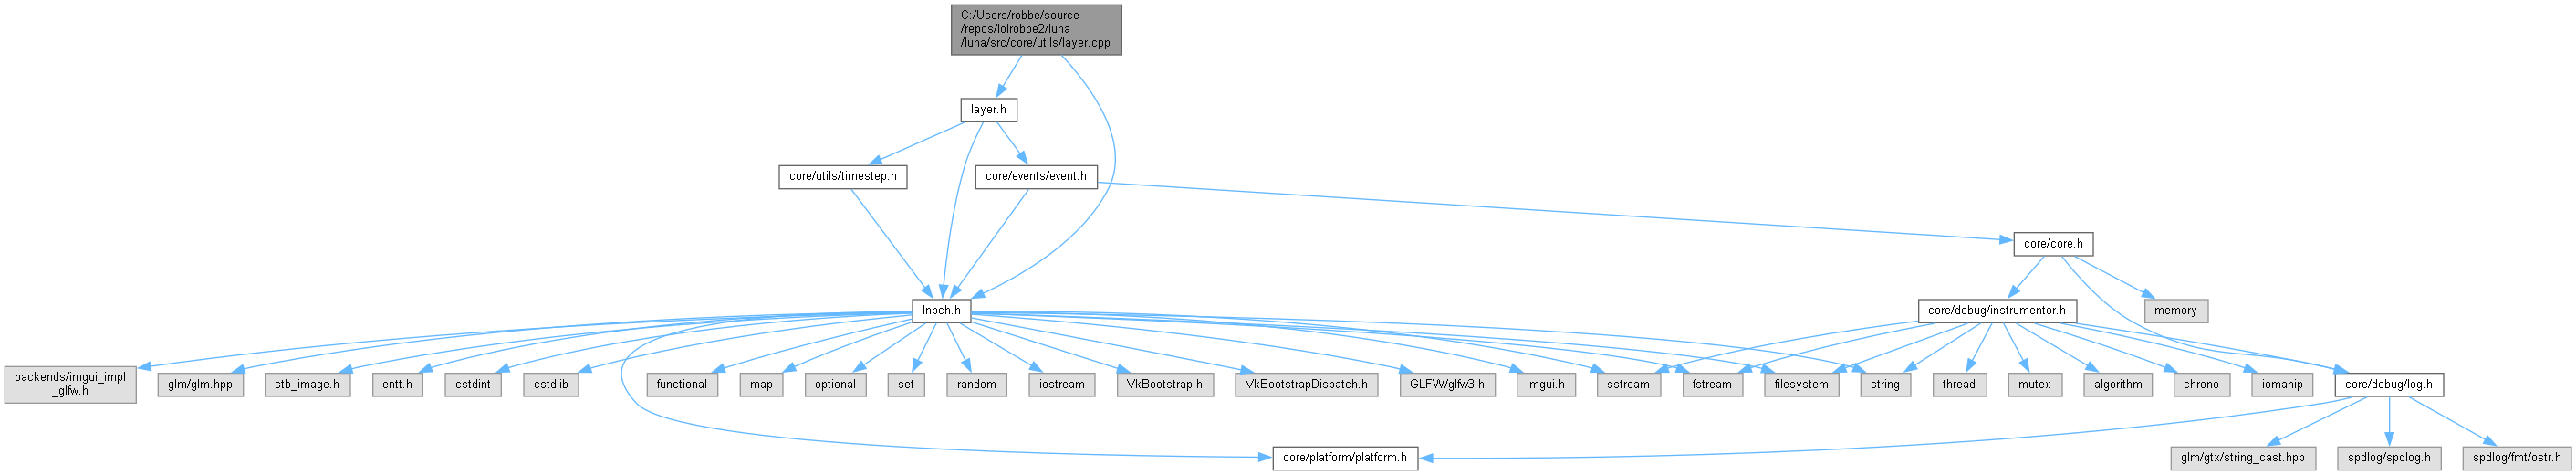 C:/Users/robbe/source
/repos/lolrobbe2/luna
/luna/src/core/utils/layer.cpp
layer.h
core/utils/timestep.h
core/events/event.h
core/core.h
lnpch.h
core/debug/instrumentor.h
memory
backends/imgui_impl
_glfw.h
glm/glm.hpp
stb_image.h
entt.h
cstdint
cstdlib
functional
map
optional
set
random
iostream
VkBootstrap.h
VkBootstrapDispatch.h
GLFW/glfw3.h
imgui.h
sstream
fstream
filesystem
string
thread
mutex
algorithm
chrono
iomanip
core/debug/log.h
core/platform/platform.h
glm/gtx/string_cast.hpp
spdlog/spdlog.h
spdlog/fmt/ostr.h